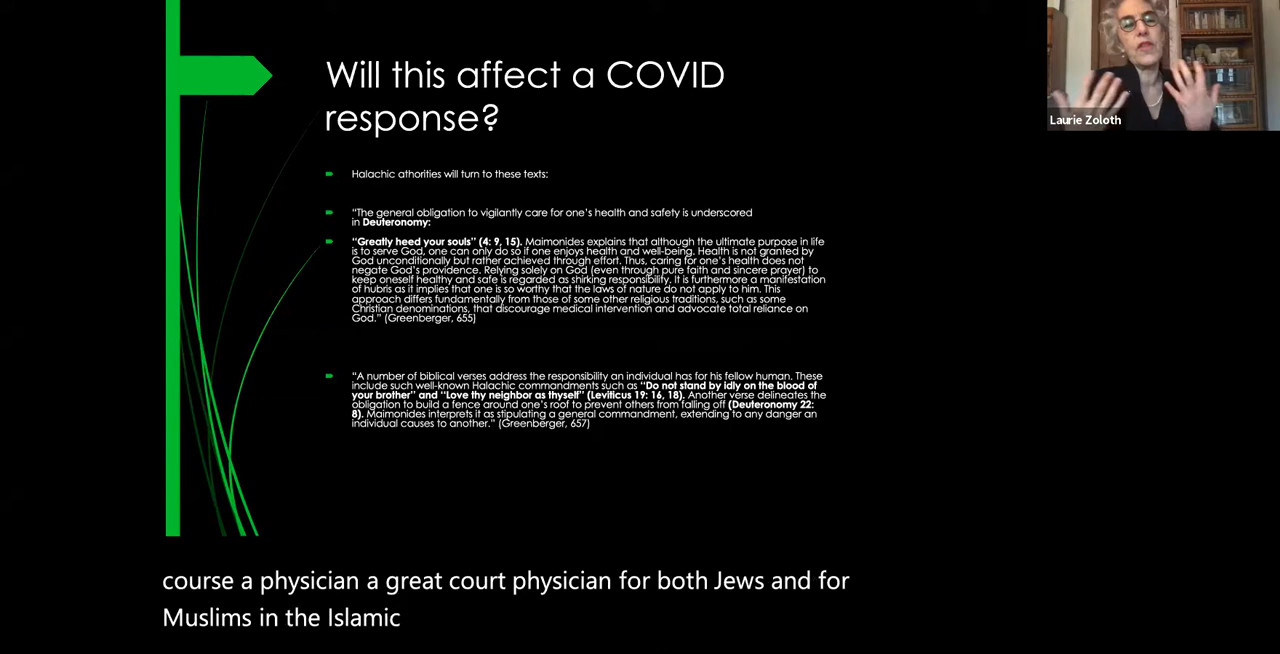 Will this affect a COVID
response?
Laurie Zoloth
Halachic athorities will turn to these texts:
“The general obligation to vigilantly care for one’s health and safety is underscored
in Deuteronomy:
“Greatly heed your souls” (4: 9, 15). Maimonides explains that although the ultimate purpose in life
is to serve God, one can only do so if one enjoys health and well-being. Health is not granted by
God unconditionally but rather achieved through effort. Thus, caring for one’s health does not
negate God’s providence. Relying solely on God (even through pure faith and sincere prayer) to
keep oneself healthy and safe is regarded as shirking responsibility. It is furthermore a manifestation
of hubris as it implies that one is so worthy that the laws of nature do not apply to him. This
approach differs fundamentally from those of some other religious traditions, such as some
Christian denominations, that discourage medical intervention and advocate total reliance on
God.” (Greenberger, 655)
“A number of biblical verses address the responsibility an individual has for his fellow human. These
include such well-known Halachic commandments such as “Do not stand by idly on the blood of
your brother” and “Love thy neighbor as thyself” (Leviticus 19: 16, 18). Another verse delineates the
obligation to build a fence around one’s roof to prevent others from falling off (Deuteronomy 22:
8). Maimonides interprets it as stipulating a general commandment, extending to any danger an
individual causes to another.” (Greenberger, 657)
course a physician a great court physician for both Jews and for
Muslims in the Islamic